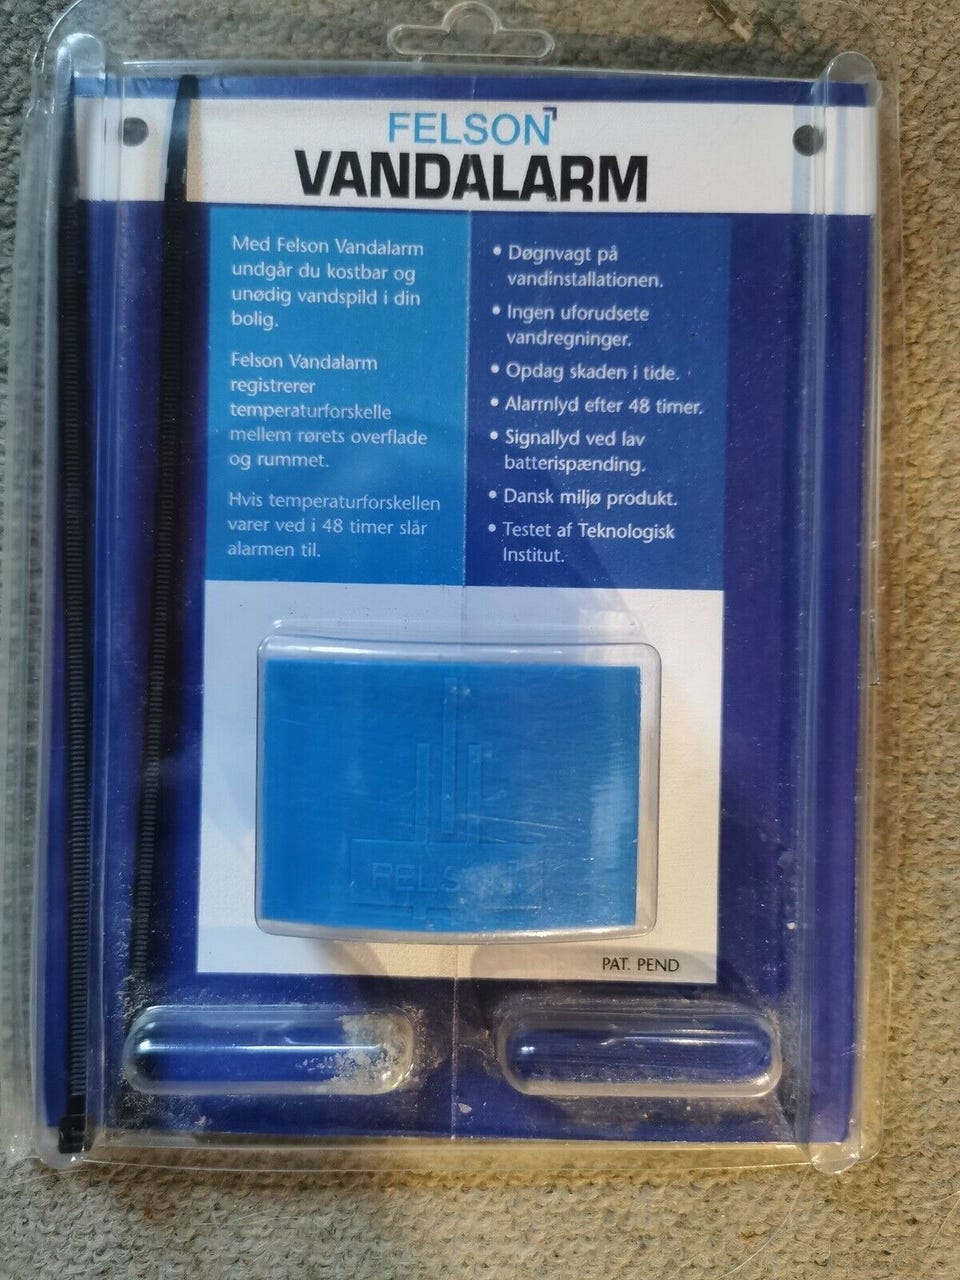 FELSON
VANDALARM
Med Felson Vandalarm
undgår du kostbar og
unødig vandspild i din
bolig.
Felson Vandalarm
registrerer
temperaturforskelle
mellem rørets overflade
og rummet.
Hvis temperaturforskellen
varer ved i 48 timer slår
alarmen til.
• Døgnvagt på
vandinstallationen.
• Ingen uforudsete
vandregninger.
• Opdag skaden i tide.
• Alarmlyd efter 48 timer.
• Signallyd ved lav
batterispænding.
• Dansk miljø produkt.
• Testet af Teknologisk
Institut.
FELSON
PAT. PEND